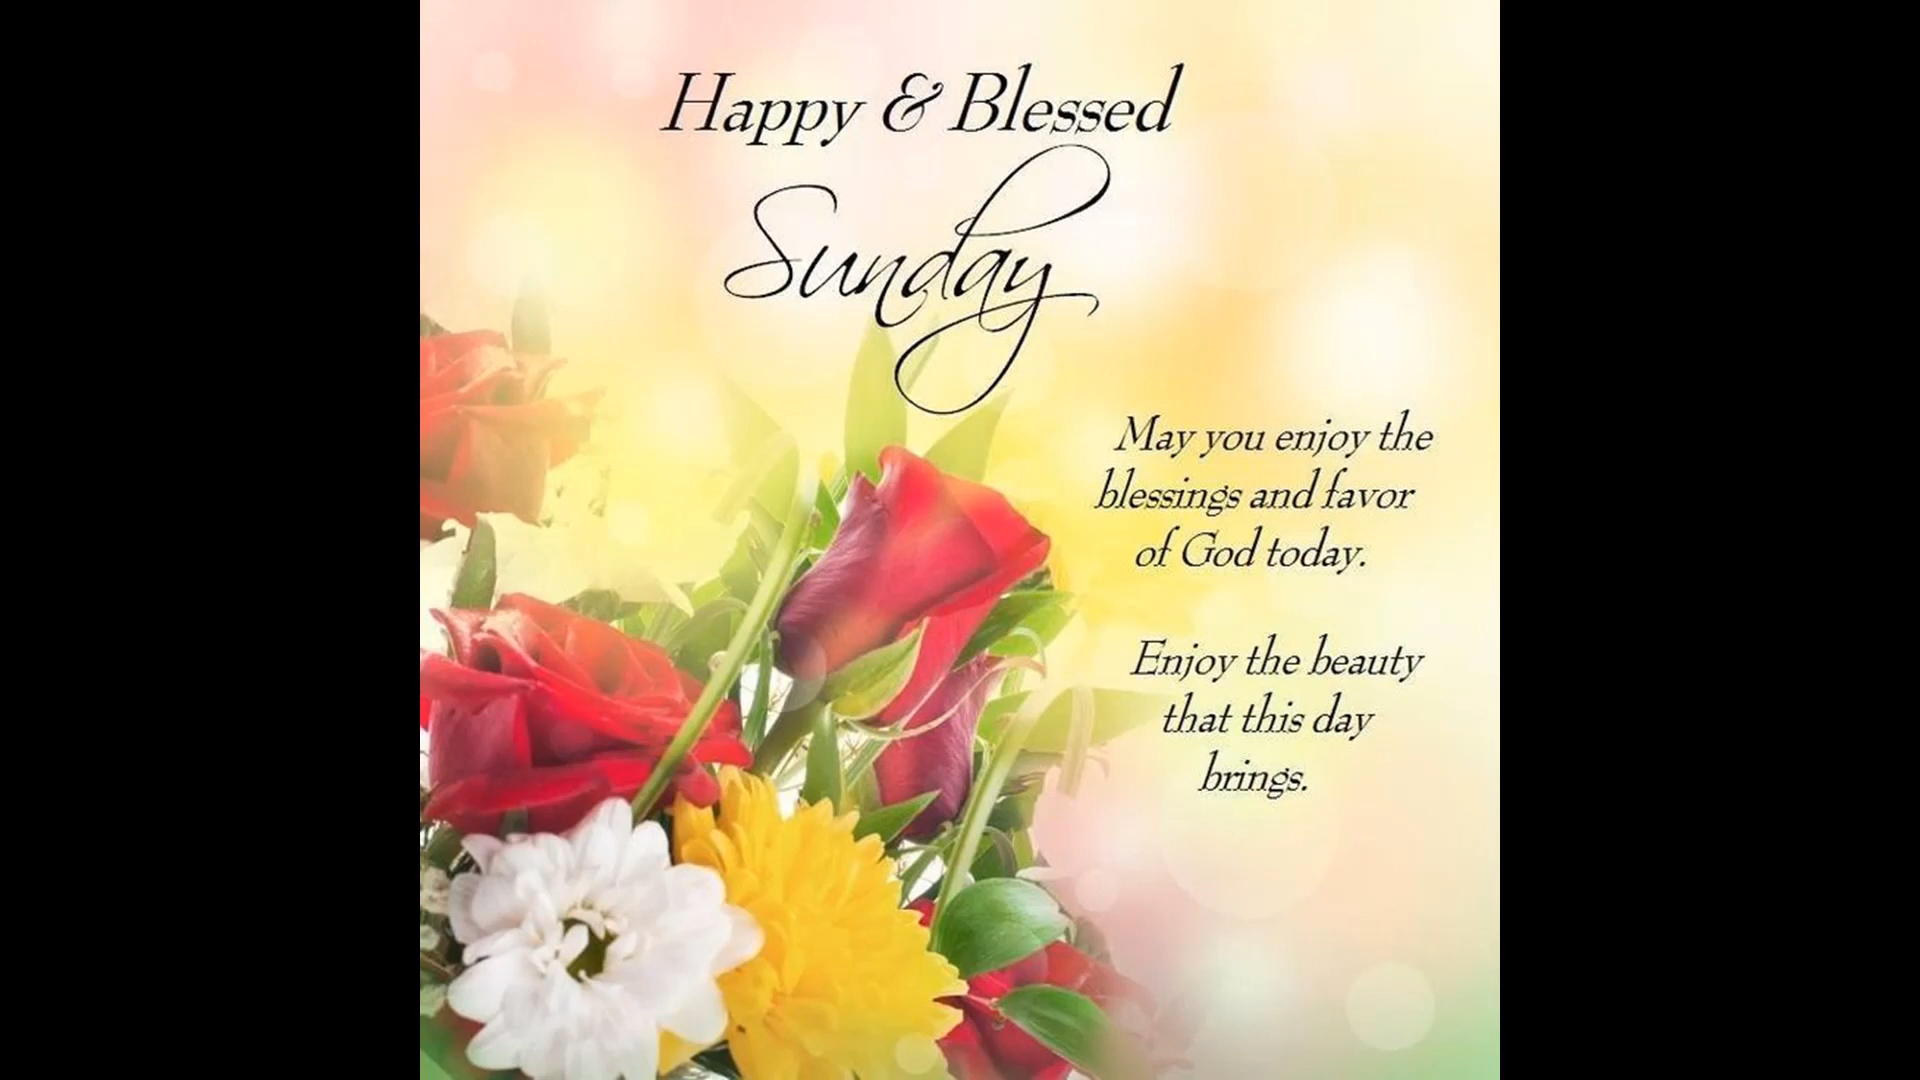 Happy & Blessed
Sunday
May you enjoy the
blessings and favor
of God today.
Enjoy the beauty
that this day
brings.